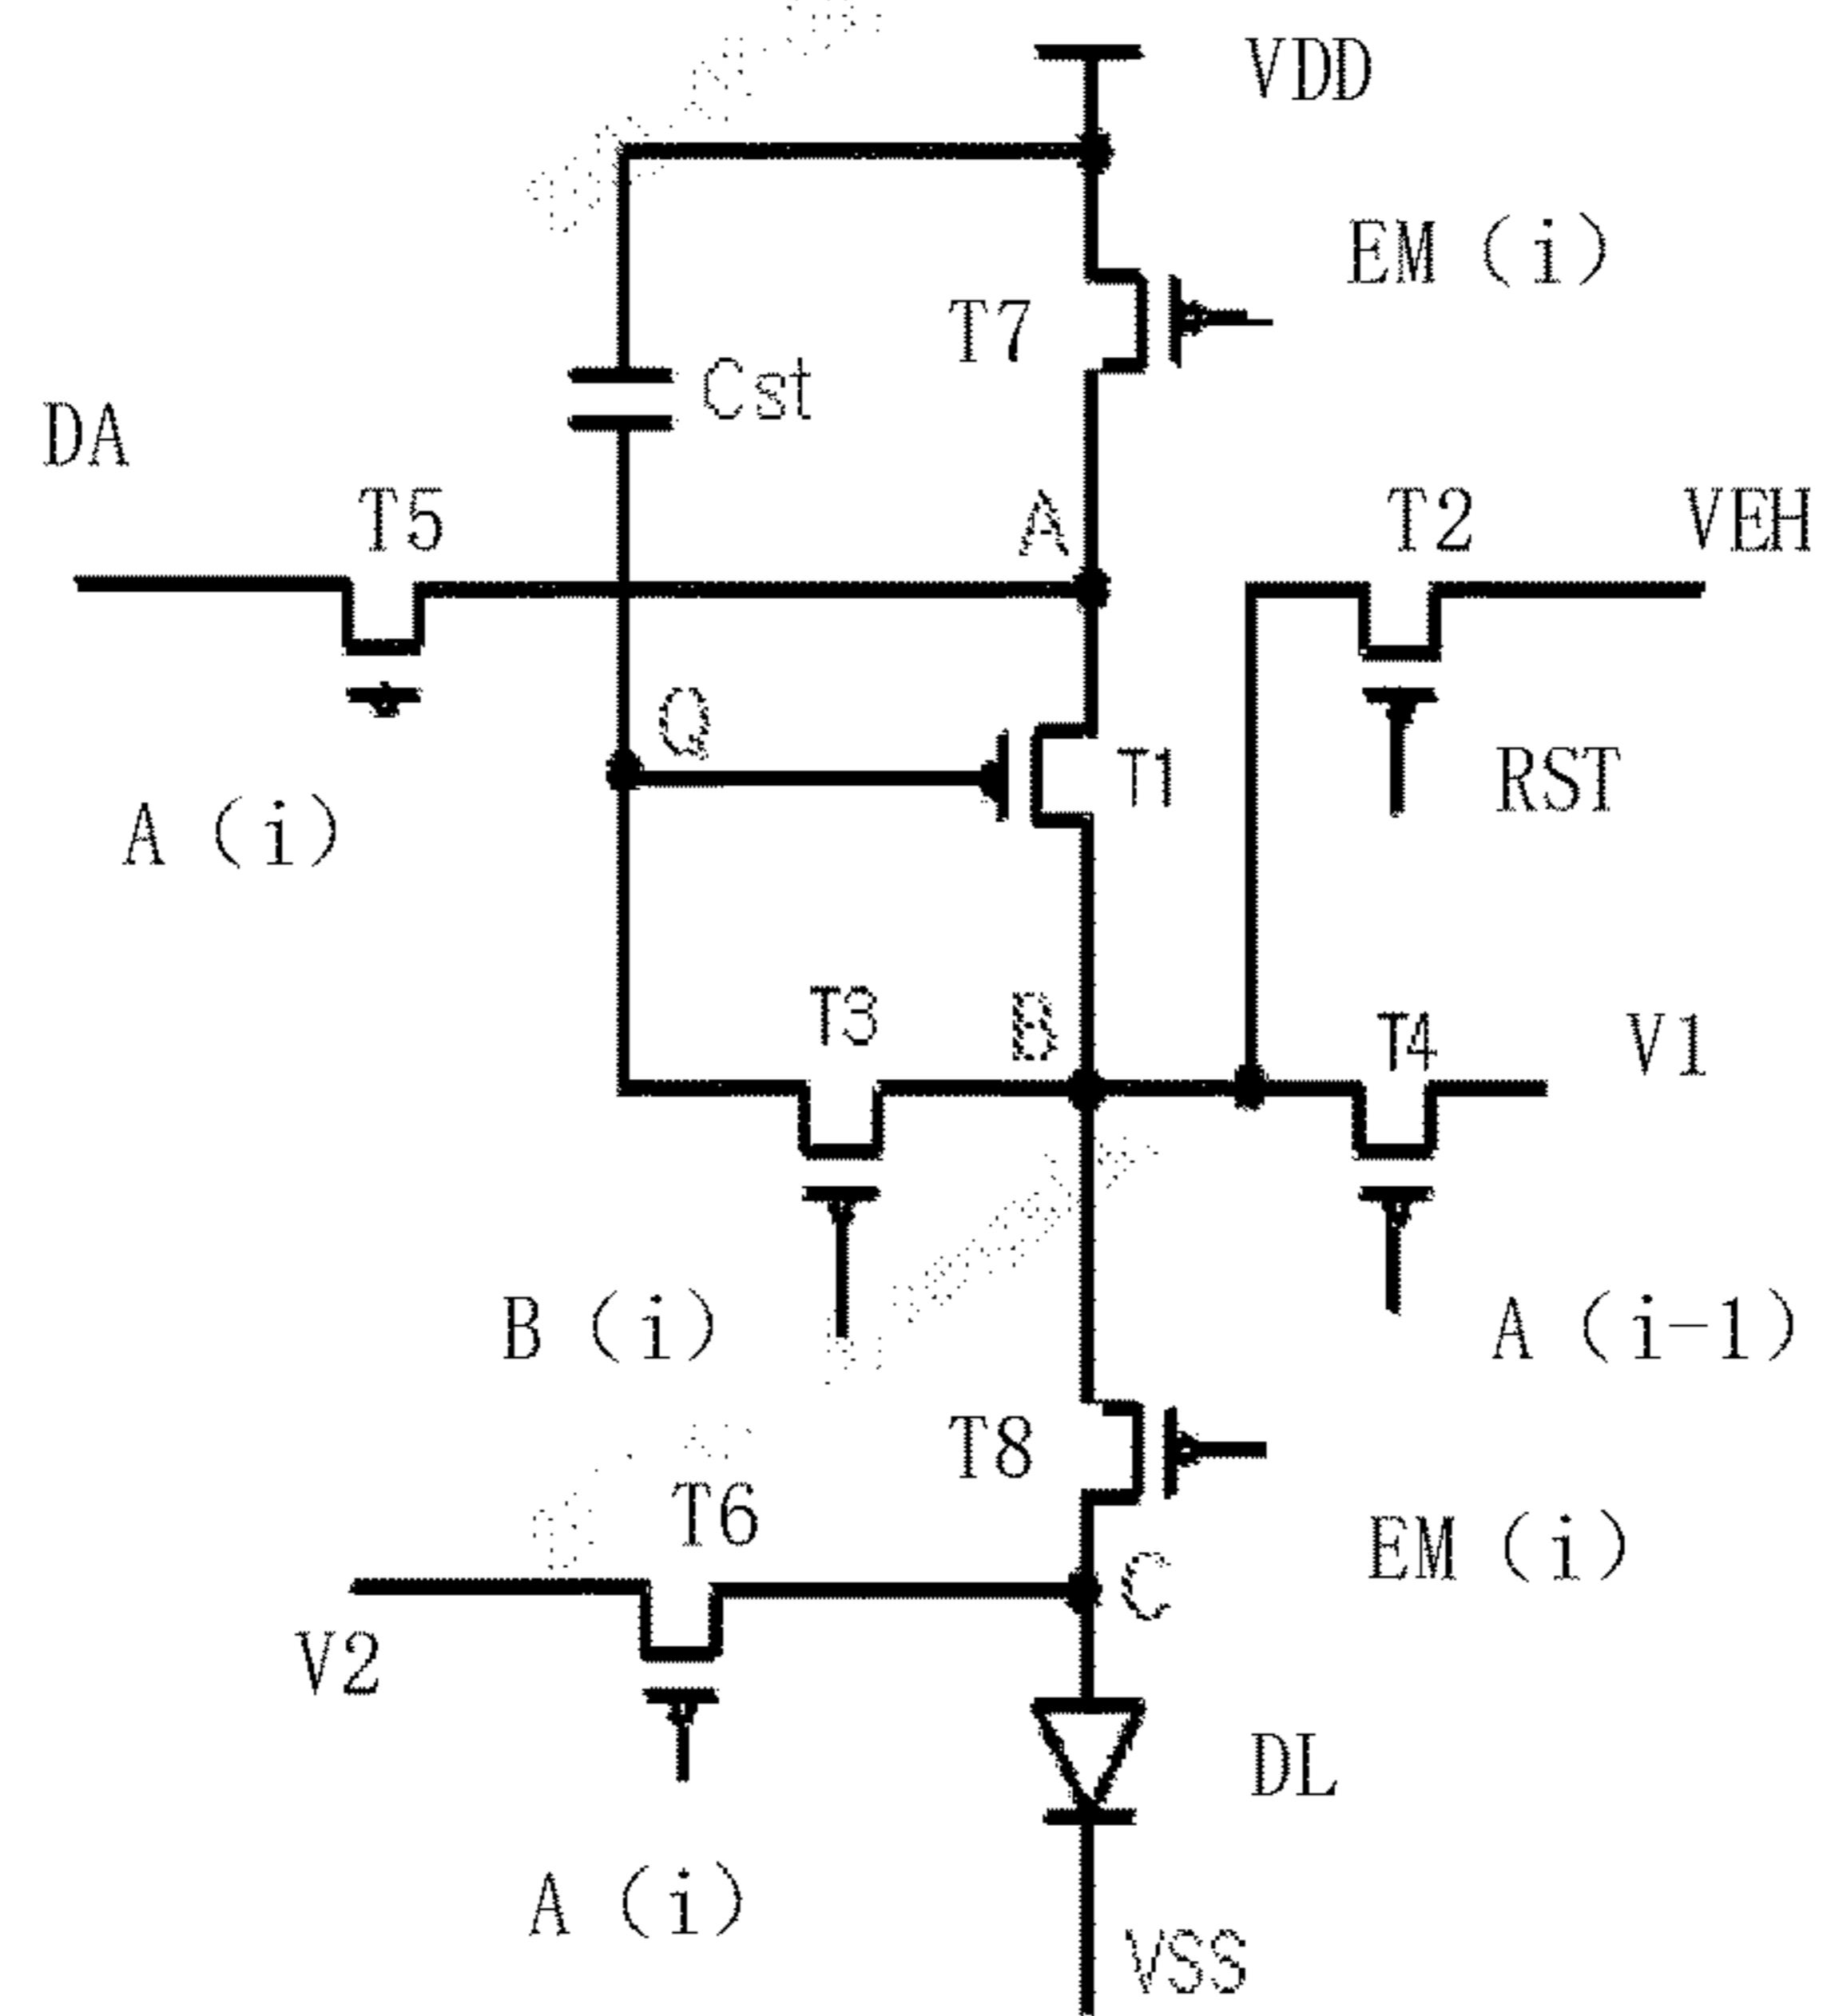 VDD
EM (i)
T7
Cst
DA
T5
A
T2
VEH
Q
T1
RST
A (i)
T3
B
T4
V1
B (i)
A (i-1)
T8
T6
C
EM (i)
V2
DL
A (i)
VSS